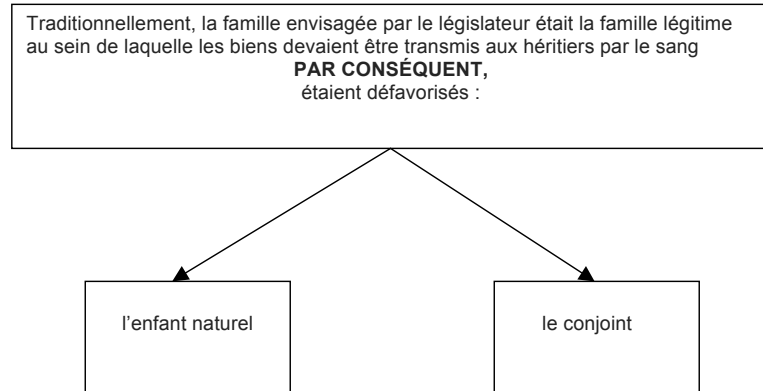 Traditionnellement, la famille envisagée par le législateur était la famille légitime
au sein de laquelle les biens devaient être transmis aux héritiers par le sang
PAR CONSÉQUENT,
étaient défavorisés :
l’enfant naturel
le conjoint